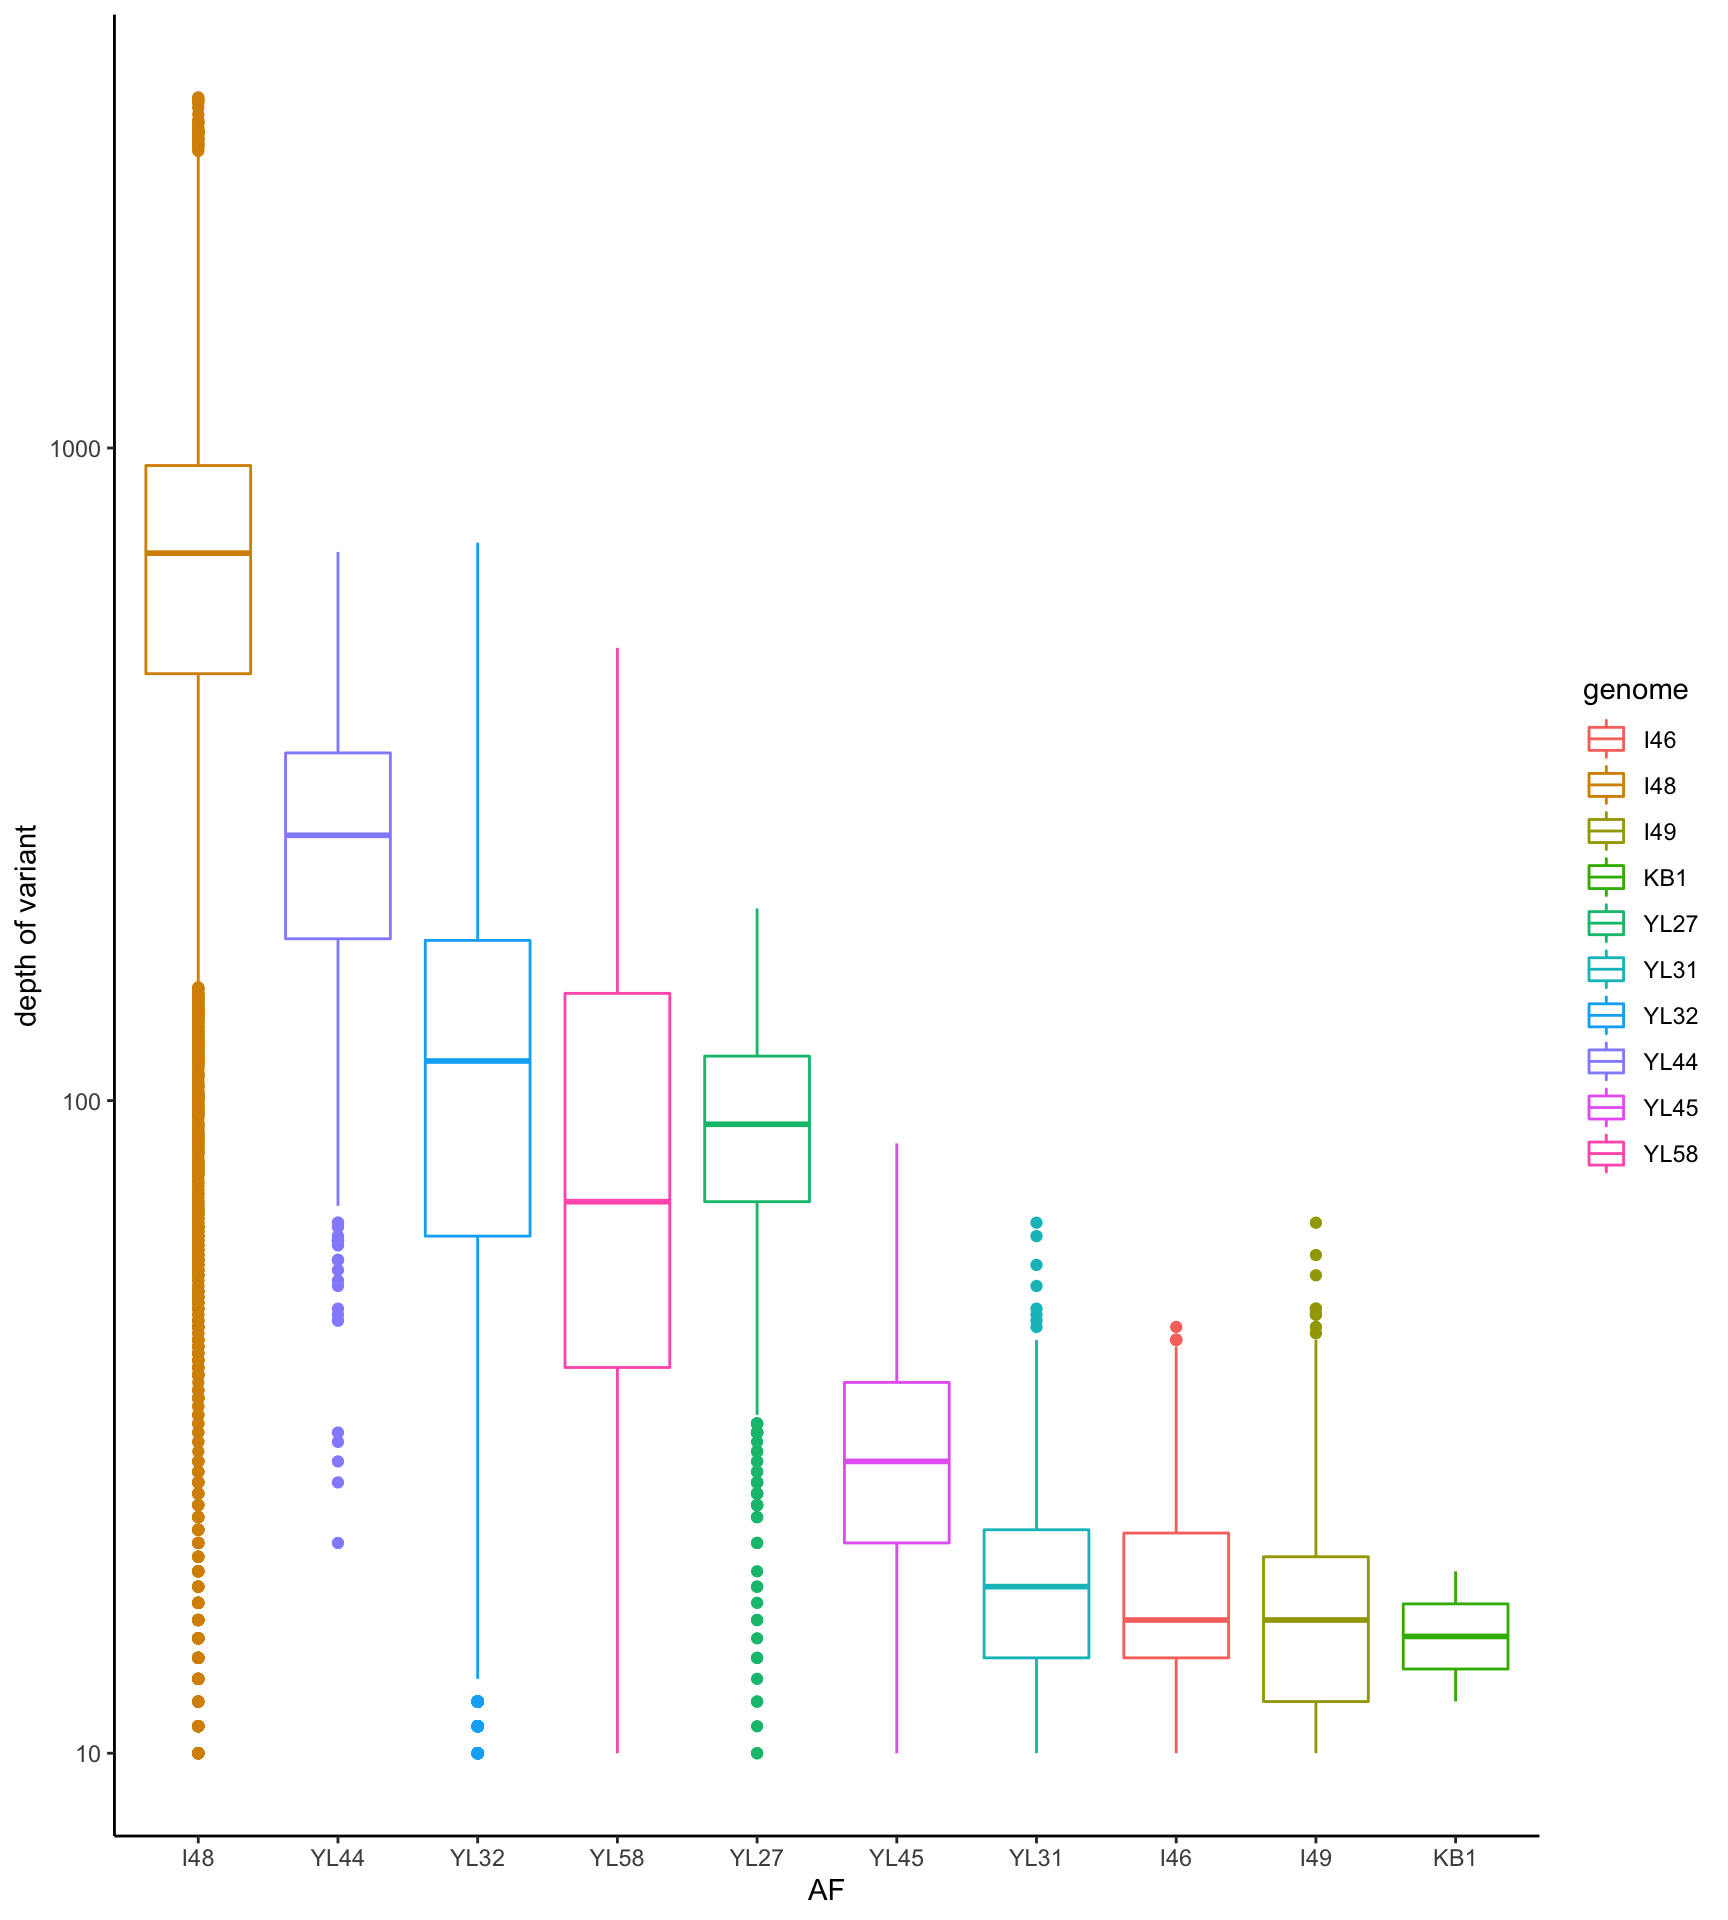 depth of variant
1000
100
10
I48 YL44 YL32 YL58 YL27 YL45 YL31 I46 I49 KB1
AF
genome
I46
I48
I49
KB1
YL27
YL31
YL32
YL44
YL45
YL58